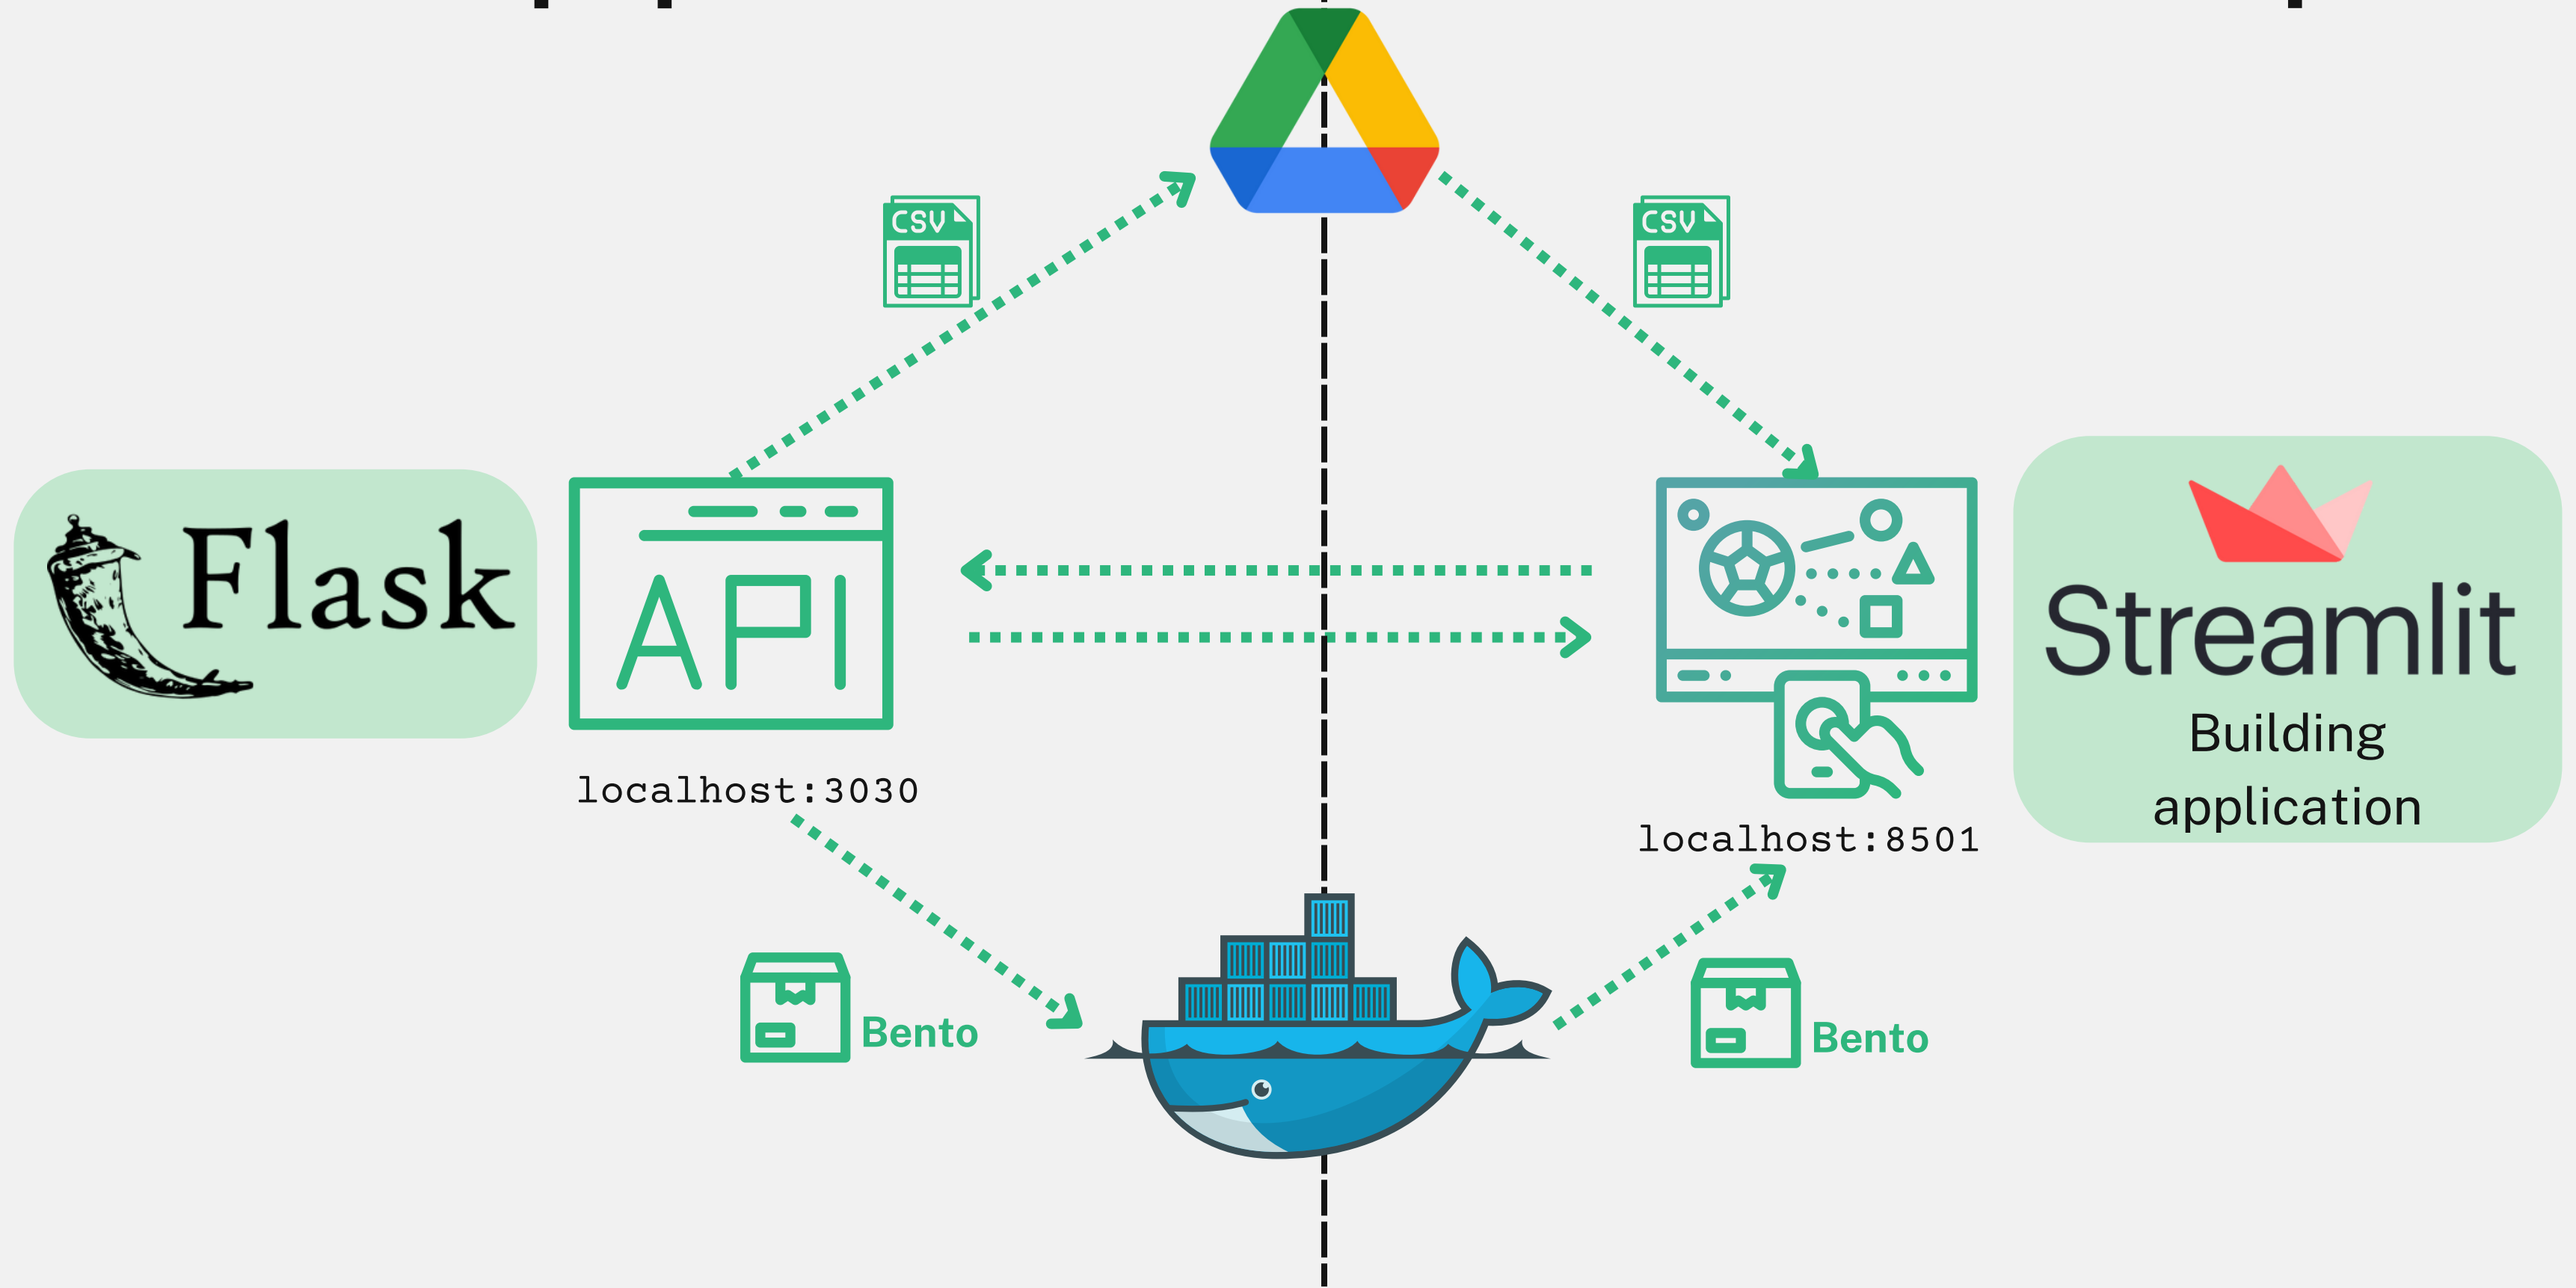 CSV
CSV
Flask
API
Streamlit
Building
application
localhost:3030
localhost:8501
Bento
Bento